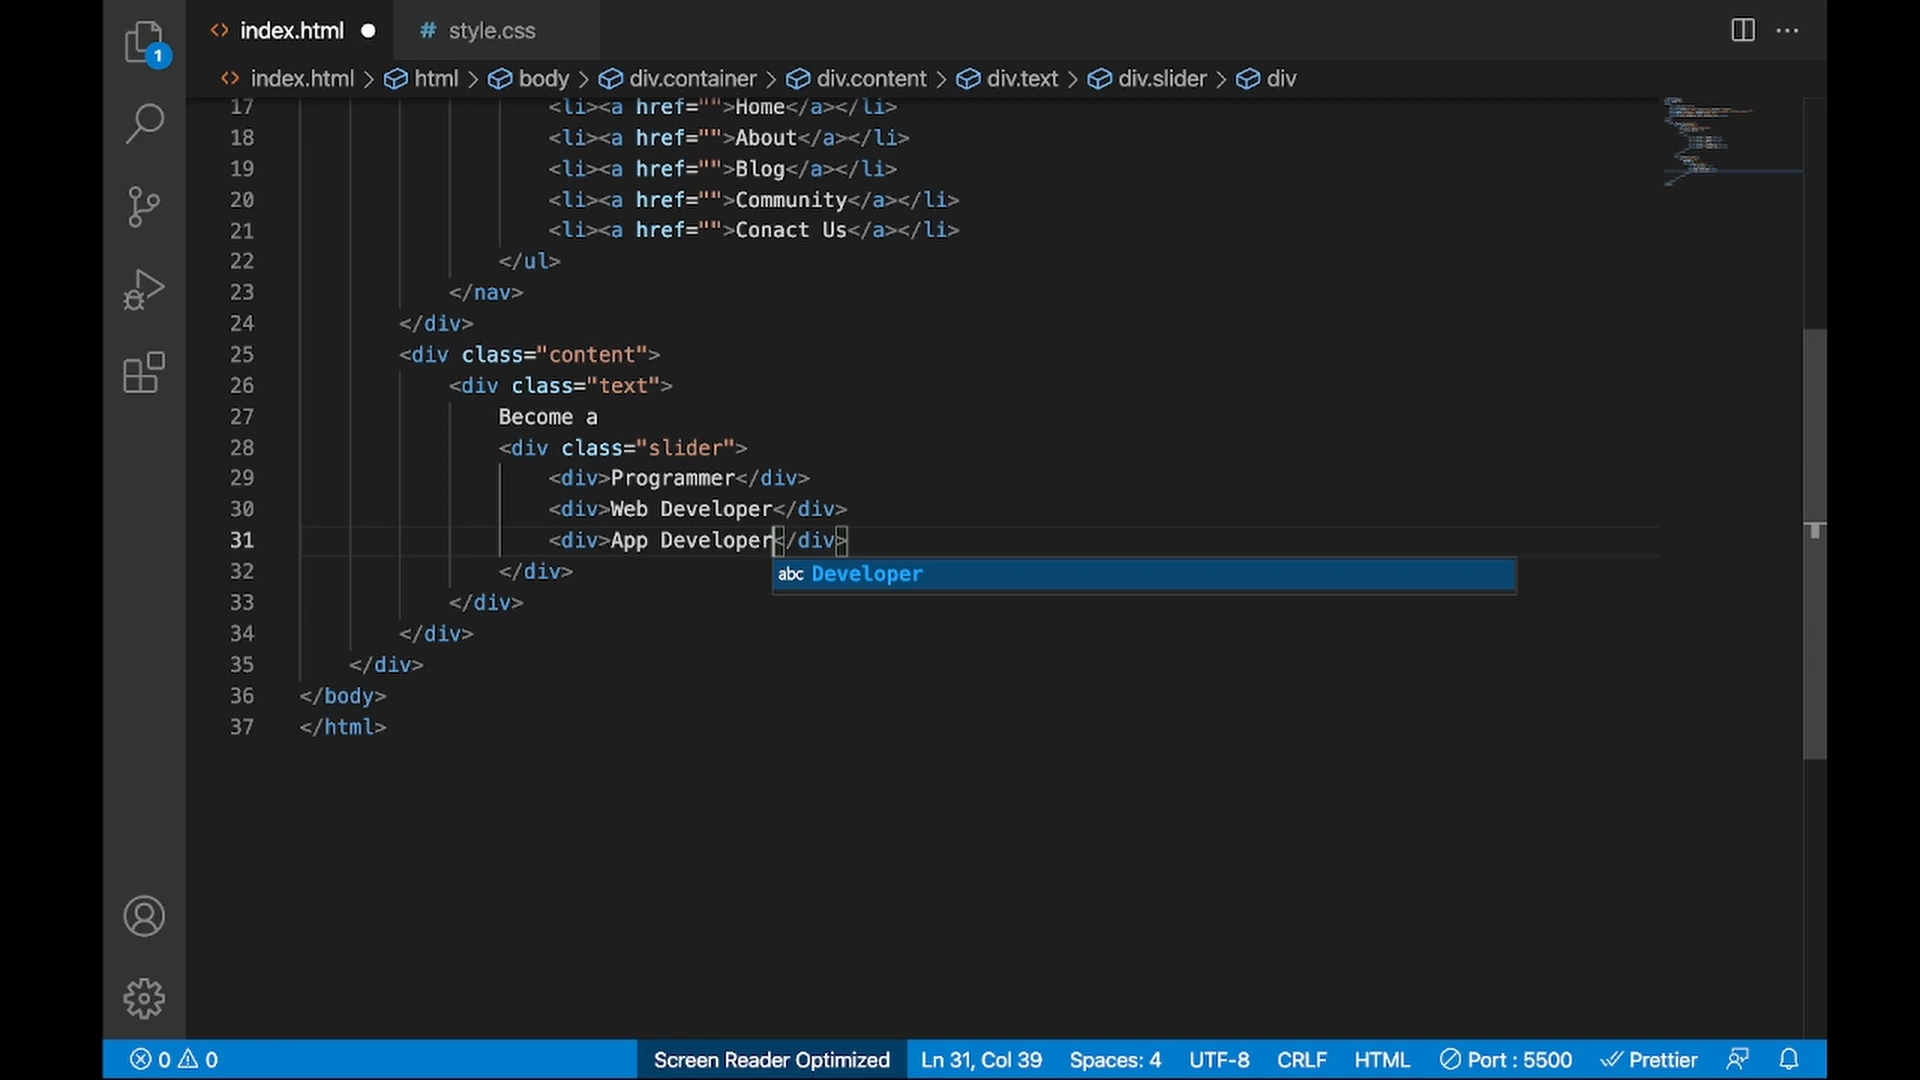 index.html
# style.css
1
index.html > html > body > div.container > div.content > div.text > div.slider > div
17 <li><a href="">Home</a></li>
18 <li><a href="">About</a></li>
19 <li><a href="">Blog</a></li>
20 <li><a href="">Community</a></li>
21 <li><a href="">Conact Us</a></li>
22 </ul>
23 </nav>
24 </div>
25 <div class="content">
26 <div class="text">
27 Become a
28 <div class="slider">
29 <div>Programmer</div>
30 <div>Web Developer</div>
31 <div>App Developer</div>
abc Developer
32 </div>
33 </div>
34 </div>
35 </div>
36 </body>
37 </html>
0 0 Screen Reader Optimized Ln 31, Col 39 Spaces: 4 UTF-8 CRLF HTML Port : 5500 Prettier